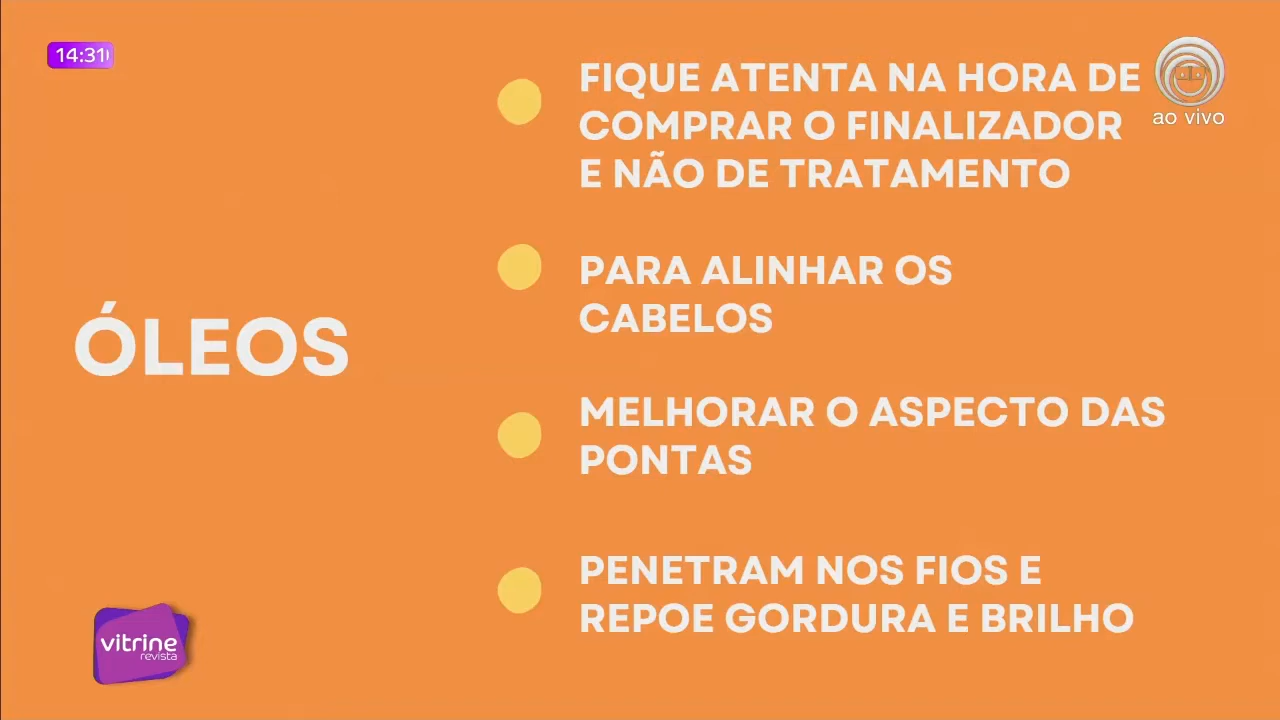 14:31
FIQUE ATENTA NA HORA DE
COMPRAR O FINALIZADOR
E NÃO DE TRATAMENTO
ao vivo
PARA ALINHAR OS
CABELOS
ÓLEOS
MELHORAR O ASPECTO DAS
PONTAS
PENETRAM NOS FIOS E
REPOE GORDURA E BRILHO
vitrine
revista